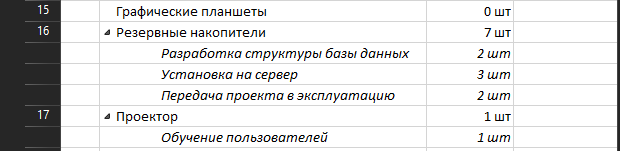 15 Графические планшеты 0 шт
16 Резервные накопители 7 шт
Разработка структуры базы данных 2 шт
Установка на сервер 3 шт
Передача проекта в эксплуатацию 2 шт
17 Проектор 1 шт
Обучение пользователей 1 шт